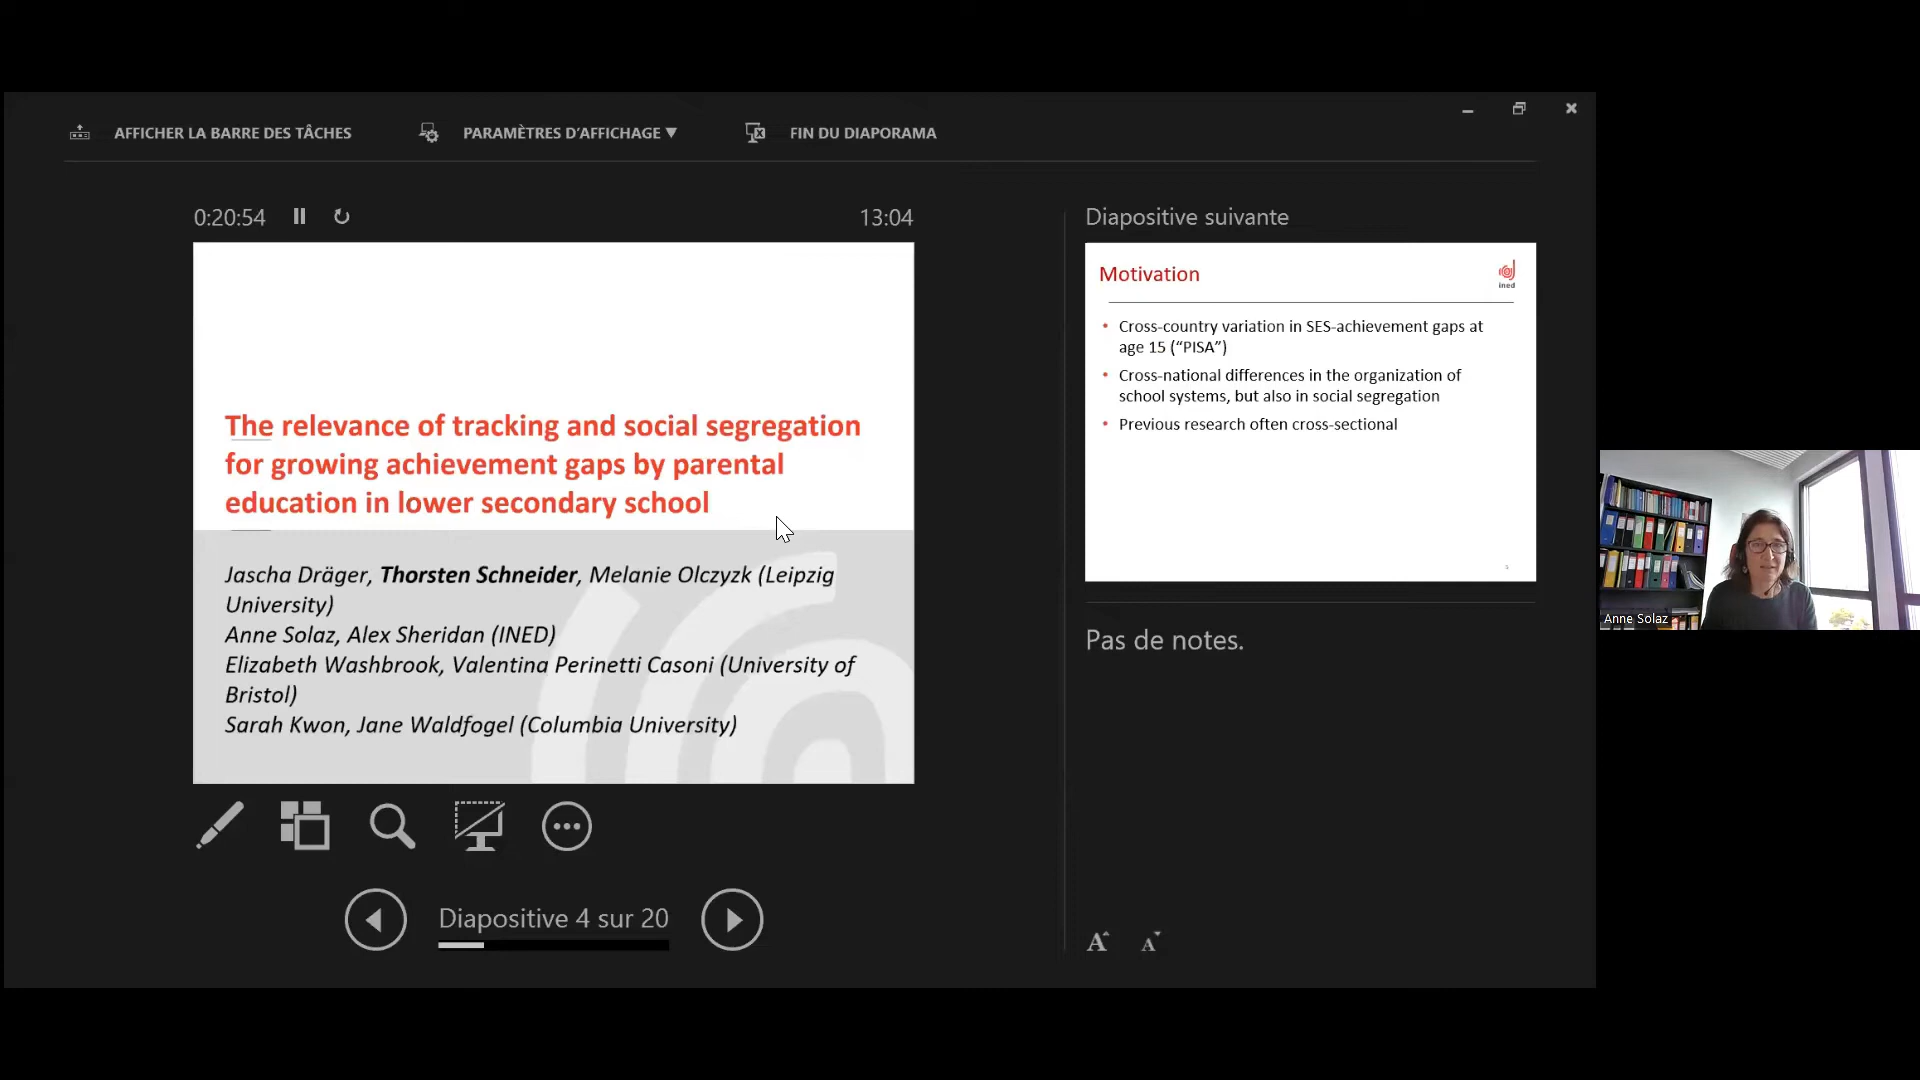 AFFICHER LA BARRE DES TÂCHES
PARAMÈTRES D'AFFICHAGE ▼
FIN DU DIAPORAMA
0:20:54
13:04
The relevance of tracking and social segregation
for growing achievement gaps by parental
education in lower secondary school
Jascha Dräger, Thorsten Schneider, Melanie Olczyzk (Leipzig
University)
Anne Solaz, Alex Sheridan (INED)
Elizabeth Washbrook, Valentina Perinetti Casoni (University of
Bristol)
Sarah Kwon, Jane Waldfogel (Columbia University)
Diapositive 4 sur 20
Diapositive suivante
Motivation
ined
• Cross-country variation in SES-achievement gaps at
age 15 (“PISA”)
• Cross-national differences in the organization of
school systems, but also in social segregation
• Previous research often cross-sectional
Pas de notes.
A A
Anne Solaz